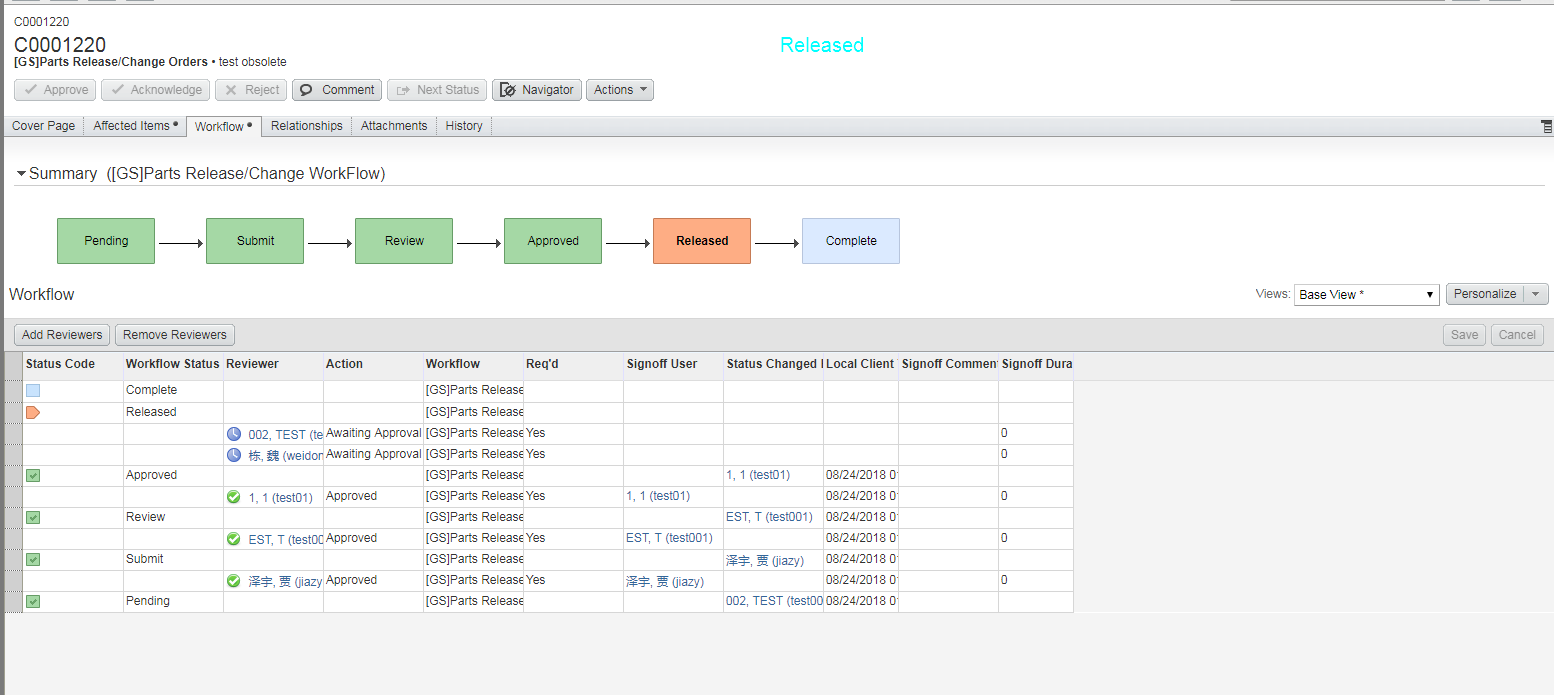 C0001220
C0001220
Released
[GS]Parts Release/Change Orders • test obsolete
Approve Acknowledge Reject Comment Next Status Navigator Actions
Cover Page Affected Items Workflow Relationships Attachments History
Summary ([GS]Parts Release/Change WorkFlow)
Pending Submit Review Approved Released Complete
Workflow
Views: Base View * Personalize
Add Reviewers Remove Reviewers Save Cancel
Status Code Workflow Status Reviewer Action Workflow Req'd Signoff User Status Changed Local Client Signoff Commen Signoff Dura
Complete [GS]Parts Release
Released [GS]Parts Release
002, TEST (te Awaiting Approval [GS]Parts Release Yes 0
栋, 魏 (weidon Awaiting Approval [GS]Parts Release Yes 0
Approved [GS]Parts Release 1, 1 (test01) 08/24/2018 0
1, 1 (test01) Approved [GS]Parts Release Yes 1, 1 (test01) 08/24/2018 0 0
Review [GS]Parts Release EST, T (test001) 08/24/2018 0
EST, T (test00 Approved [GS]Parts Release Yes EST, T (test001) 08/24/2018 0 0
Submit [GS]Parts Release 泽宇, 贾 (jiazy) 08/24/2018 0
泽宇, 贾 (jiazy Approved [GS]Parts Release Yes 泽宇, 贾 (jiazy) 08/24/2018 0 0
Pending [GS]Parts Release 002, TEST (test00 08/24/2018 0